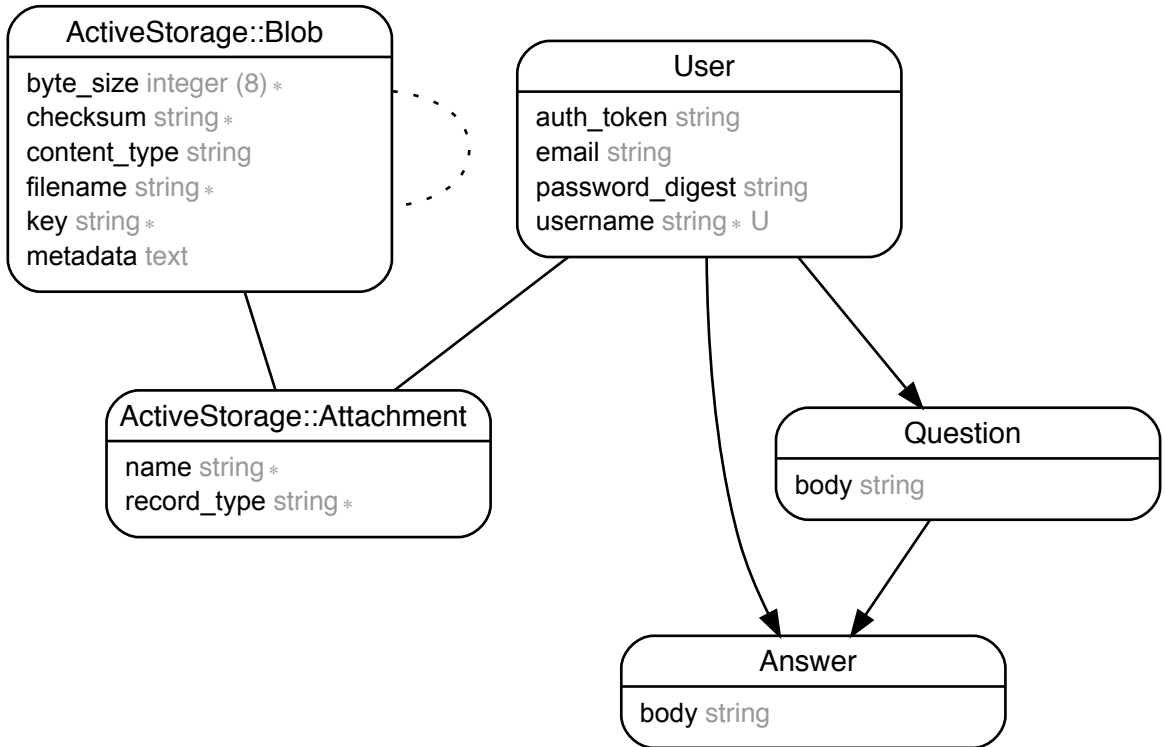 ActiveStorage::Blob
byte_size integer (8) ∗
checksum string ∗
content_type string
filename string ∗
key string ∗
metadata text
User
auth_token string
email string
password_digest string
username string ∗ U
ActiveStorage::Attachment
name string ∗
record_type string ∗
Question
body string
Answer
body string